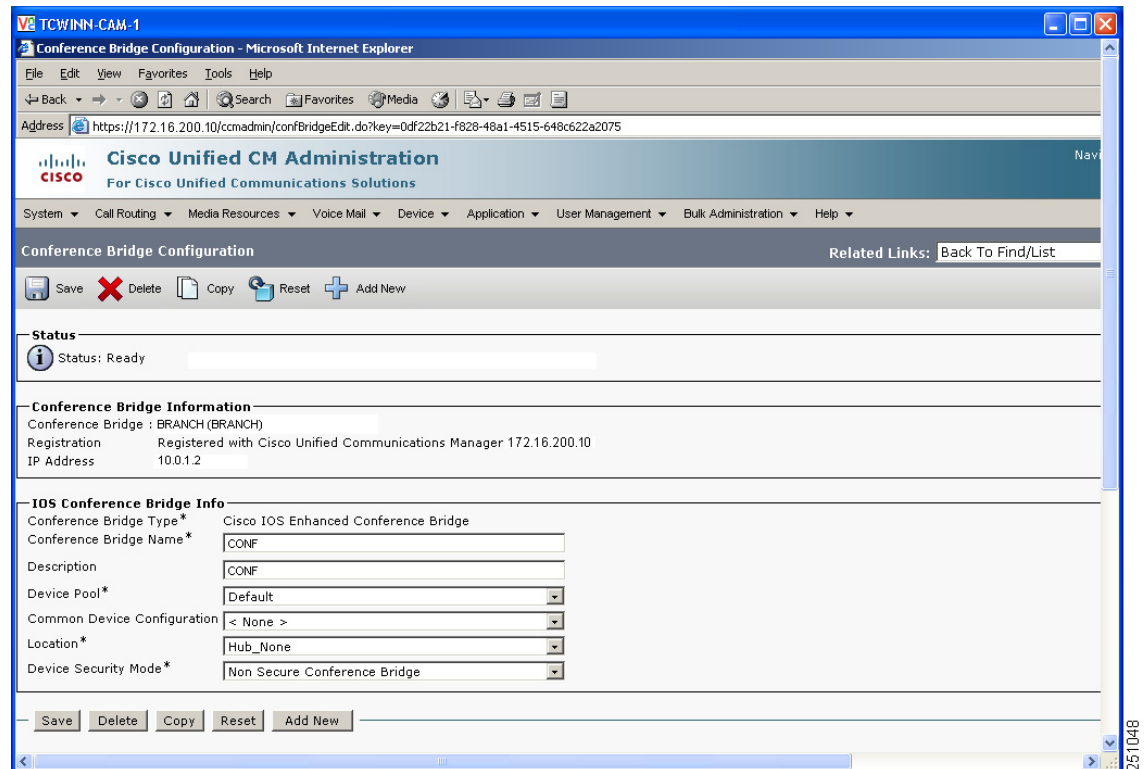 TCWINN-CAM-1
Conference Bridge Configuration - Microsoft Internet Explorer
File Edit View Favorites Tools Help
Back Search Favorites Media
Address https://172.16.200.10/ccmadmin/confBridgeEdit.do?key=0df22b21-f828-48a1-4515-648c622a2075
cisco
Cisco Unified CM Administration
Navi
For Cisco Unified Communications Solutions
System Call Routing Media Resources Voice Mail Device Application User Management Bulk Administration Help
Conference Bridge Configuration Related Links: Back To Find/List
Save Delete Copy Reset Add New
Status
Status: Ready
Conference Bridge Information
Conference Bridge : BRANCH (BRANCH)
Registration Registered with Cisco Unified Communications Manager 172.16.200.10
IP Address 10.0.1.2
IOS Conference Bridge Info
Conference Bridge Type* Cisco IOS Enhanced Conference Bridge
Conference Bridge Name* CONF
Description CONF
Device Pool* Default
Common Device Configuration < None >
Location* Hub_None
Device Security Mode* Non Secure Conference Bridge
Save Delete Copy Reset Add New
251048